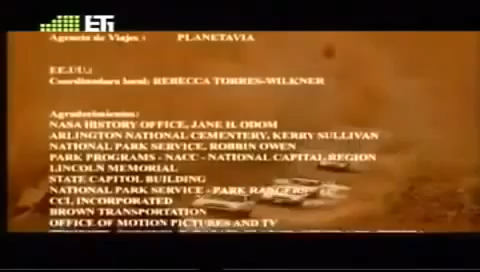 ETi
Agencia de Viajes : PLANETAVIA
EE.UU.:
Coordinadora local: REBECCA TORRES-WILKNER
Agradecimientos:
NASA HISTORY OFFICE, JANE H. ODOM
ARLINGTON NATIONAL CEMENTERY, KERRY SULLIVAN
NATIONAL PARK SERVICE, ROBBIN OWEN
PARK PROGRAMS - NACC - NATIONAL CAPITAL REGION
LINCOLN MEMORIAL
STATE CAPITOL BUILDING
NATIONAL PARK SERVICE - PARK RANGERS
CCI, INCORPORATED
BROWN TRANSPORTATION
OFFICE OF MOTION PICTURES AND TV